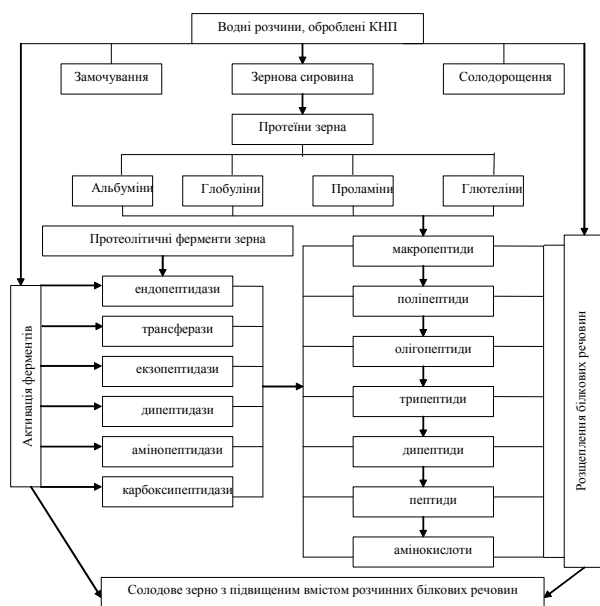 Водні розчини, оброблені КНП
Замочування
Зернова сировина
Солодорощення
Протеїни зерна
Альбуміни
Глобуліни
Проламіни
Глютеліни
Протеолітичні ферменти зерна
макропептиди
ендопептидази
поліпептиди
трансферази
олігопептиди
екзопептидази
трипептиди
дипептидази
дипептиди
амінопептидази
пептиди
карбоксипептидази
амінокислоти
Активація ферментів
Розщеплення білкових речовин
Солодове зерно з підвищеним вмістом розчинних білкових речовин